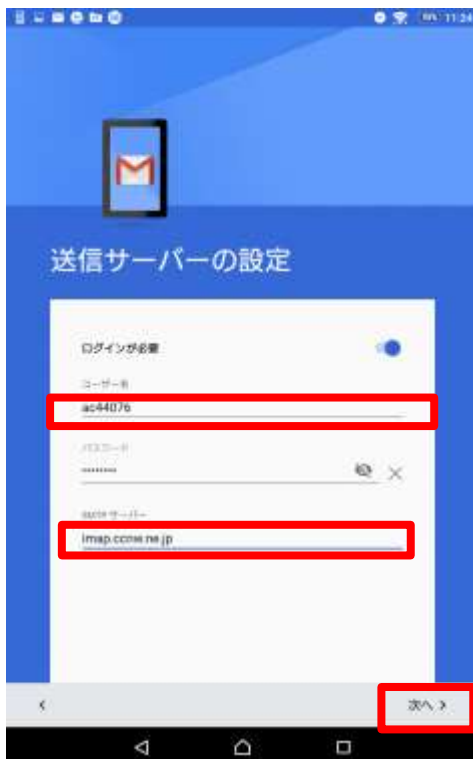 11:24
送信サーバーの設定
ログインが必要
ユーザー名
ac44076
パスワード
SMTP サーバー
imap.ccnw.ne.jp
次へ